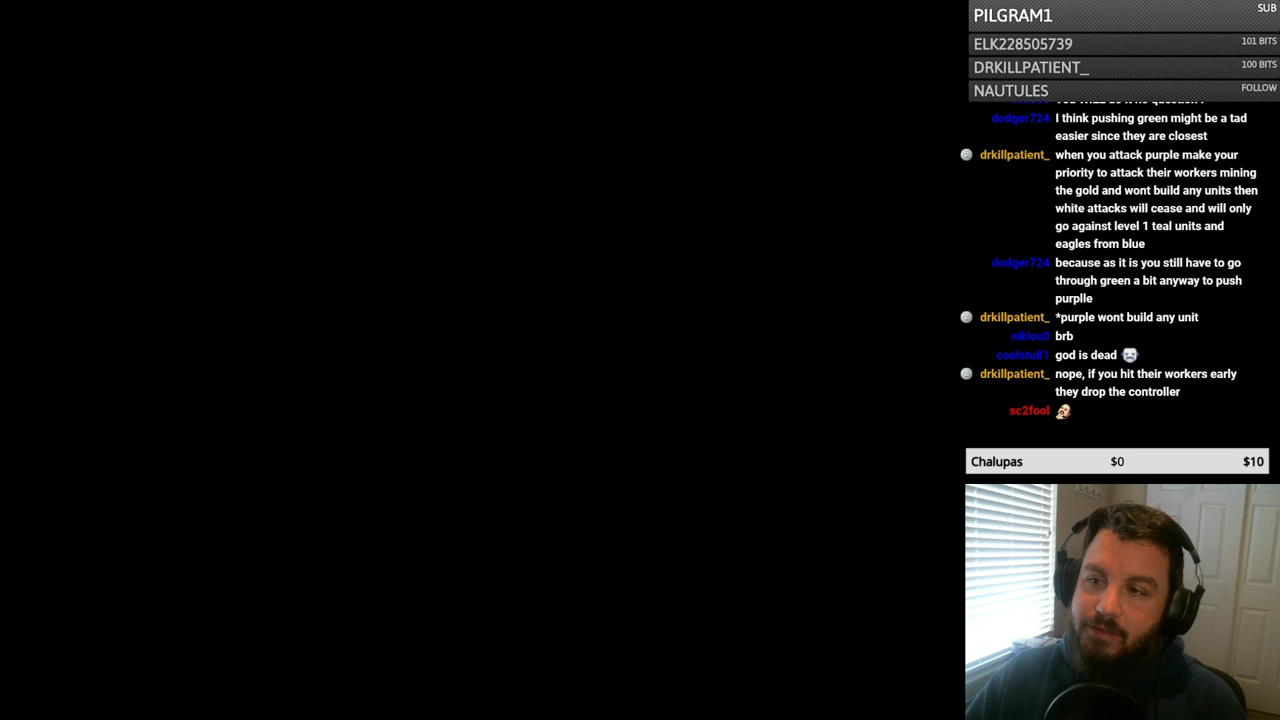 PILGRAM1 SUB
ELK228505739 101 BITS
DRKILLPATIENT_ 100 BITS
NAUTULES FOLLOW
dodger724 I think pushing green might be a tad
easier since they are closest
drkillpatient_ when you attack purple make your
priority to attack their workers mining
the gold and wont build any units then
white attacks will cease and will only
go against level 1 teal units and
eagles from blue
dodger724 because as it is you still have to go
through green a bit anyway to push
purplle
drkillpatient_ *purple wont build any unit
niklos0 brb
coolstu81 god is dead
drkillpatient_ nope, if you hit their workers early
they drop the controller
sc2fool
Chalupas $0 $10